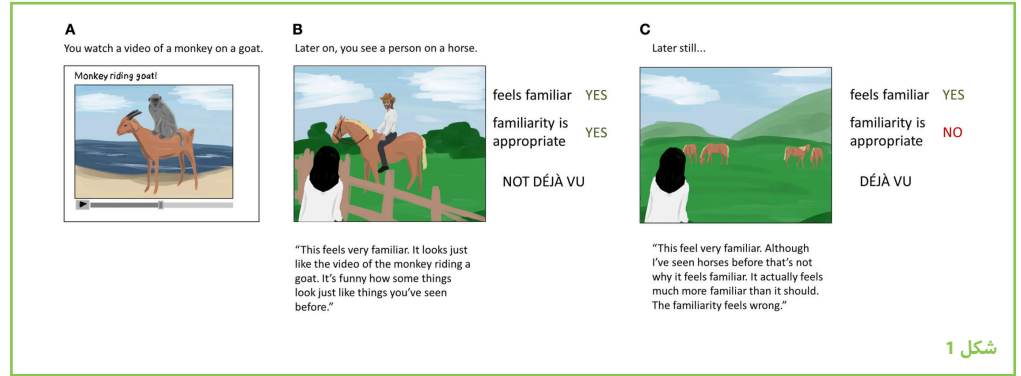 A
You watch a video of a monkey on a goat.
Monkey riding goat!
B
Later on, you see a person on a horse.
feels familiar YES
familiarity is
appropriate YES
NOT DÉJÀ VU
"This feels very familiar. It looks just
like the video of the monkey riding a
goat. It's funny how some things
look just like things you've seen
before."
C
Later still...
feels familiar YES
familiarity is
appropriate NO
DÉJÀ VU
"This feel very familiar. Although
I've seen horses before that's not
why it feels familiar. It actually feels
much more familiar than it should.
The familiarity feels wrong."
شكل 1